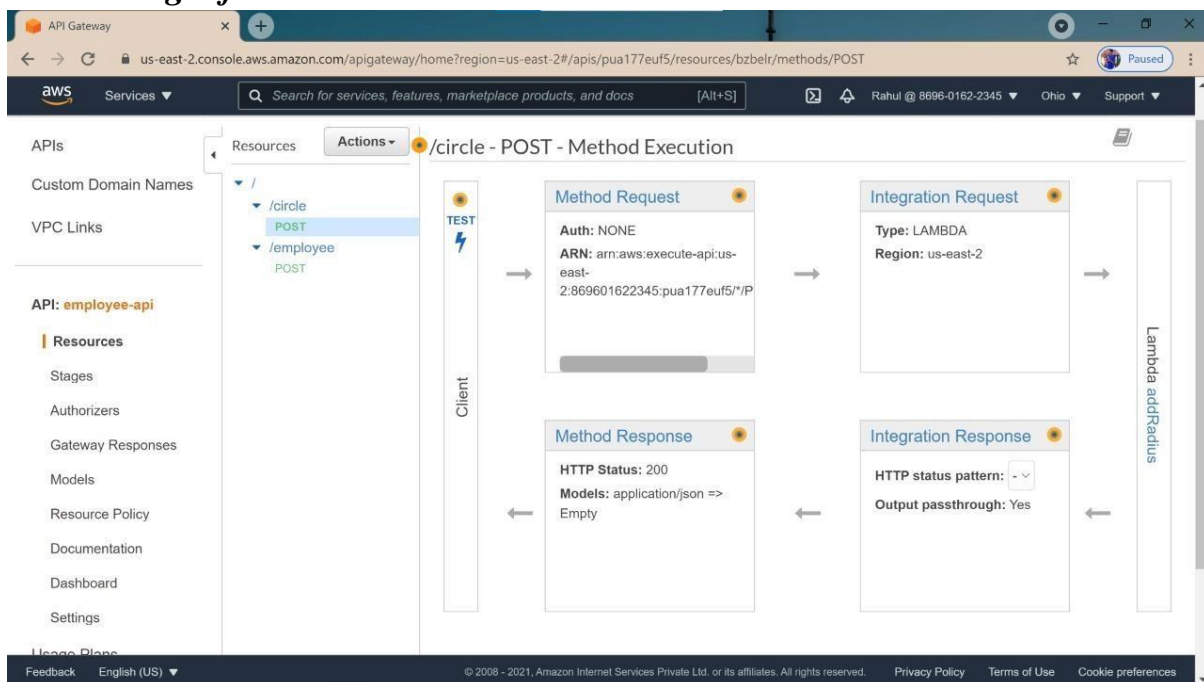 API Gateway
us-east-2.console.aws.amazon.com/apigateway/home?region=us-east-2#/apis/pua177euf5/resources/bzbelr/methods/POST
Paused
aws
Services ▼
Search for services, features, marketplace products, and docs
[Alt+S]
Rahul @ 8696-0162-2345 ▼
Ohio ▼
Support ▼
APIs
Custom Domain Names
VPC Links
API: employee-api
Resources
Stages
Authorizers
Gateway Responses
Models
Resource Policy
Documentation
Dashboard
Settings
Resources
Actions
/
/circle
POST
/employee
POST
/circle - POST - Method Execution
TEST
Client
Method Request
Auth: NONE
ARN: arn:aws:execute-api:us-
east-
2:869601622345:pua177euf5/*/P
Integration Request
Type: LAMBDA
Region: us-east-2
Lambda addRadius
Method Response
HTTP Status: 200
Models: application/json =>
Empty
Integration Response
HTTP status pattern: -
Output passthrough: Yes
Feedback
English (US) ▼
© 2008 - 2021, Amazon Internet Services Private Ltd. or its affiliates. All rights reserved.
Privacy Policy
Terms of Use
Cookie preferences